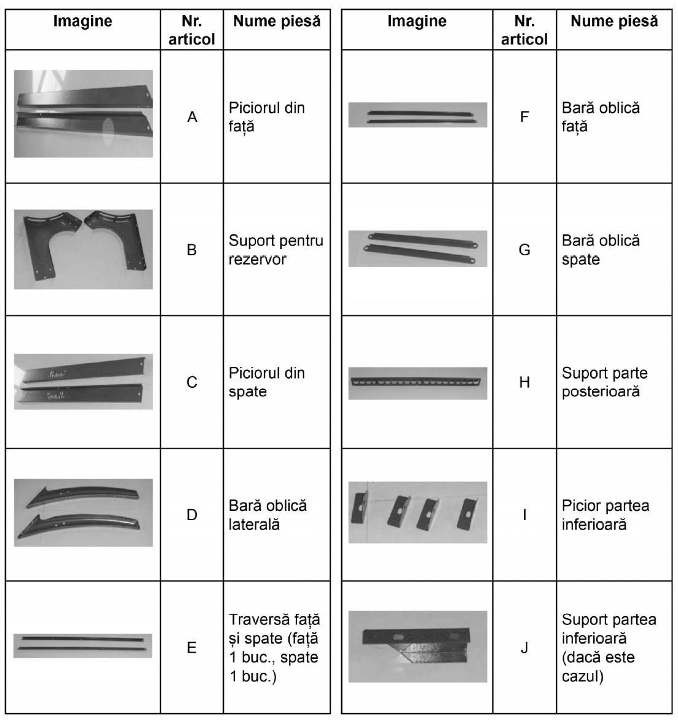 Imagine
Nr.
articol
Nume piesă
A
Piciorul din
față
B
Suport pentru
rezervor
C
Piciorul din
spate
D
Bară oblică
laterală
E
Traversă față
și spate (față
1 buc., spate
1 buc.)
Imagine
Nr.
articol
Nume piesă
F
Bară oblică
față
G
Bară oblică
spate
H
Suport parte
posterioară
I
Picior partea
inferioară
J
Suport partea
inferioară
(dacă este
cazul)